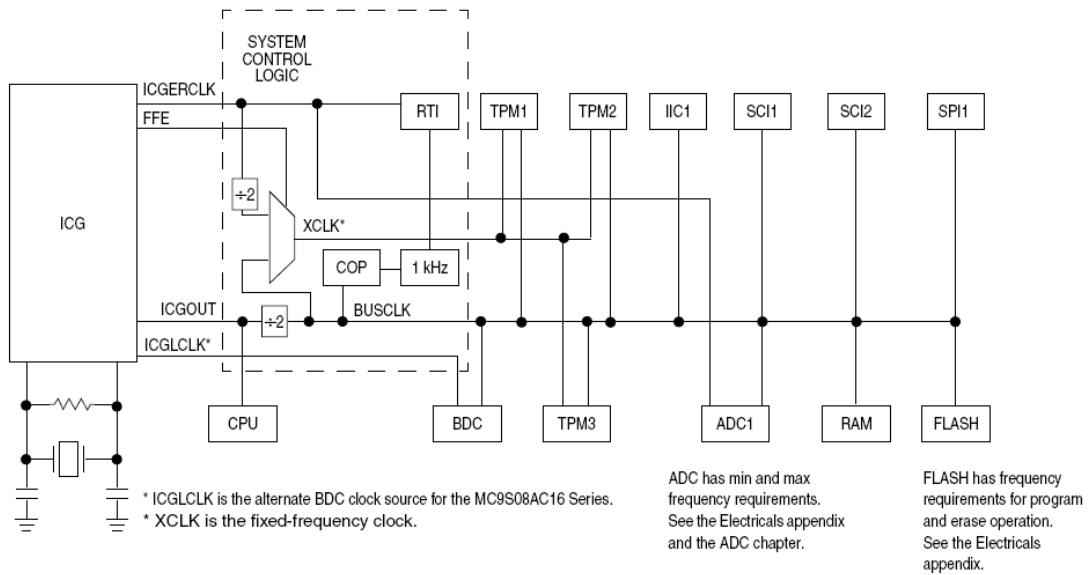 SYSTEM
CONTROL
LOGIC
ICGERCLK
FFE
RTI
TPM1
TPM2
IIC1
SCI1
SCI2
SPI1
÷2
ICG
XCLK*
COP
1 kHz
ICGOUT
÷2
BUSCLK
ICGLCLK*
CPU
BDC
TPM3
ADC1
RAM
FLASH
* ICGLCLK is the alternate BDC clock source for the MC9S08AC16 Series.
* XCLK is the fixed-frequency clock.
ADC has min and max
frequency requirements.
See the Electricals appendix
and the ADC chapter.
FLASH has frequency
requirements for program
and erase operation.
See the Electricals
appendix.